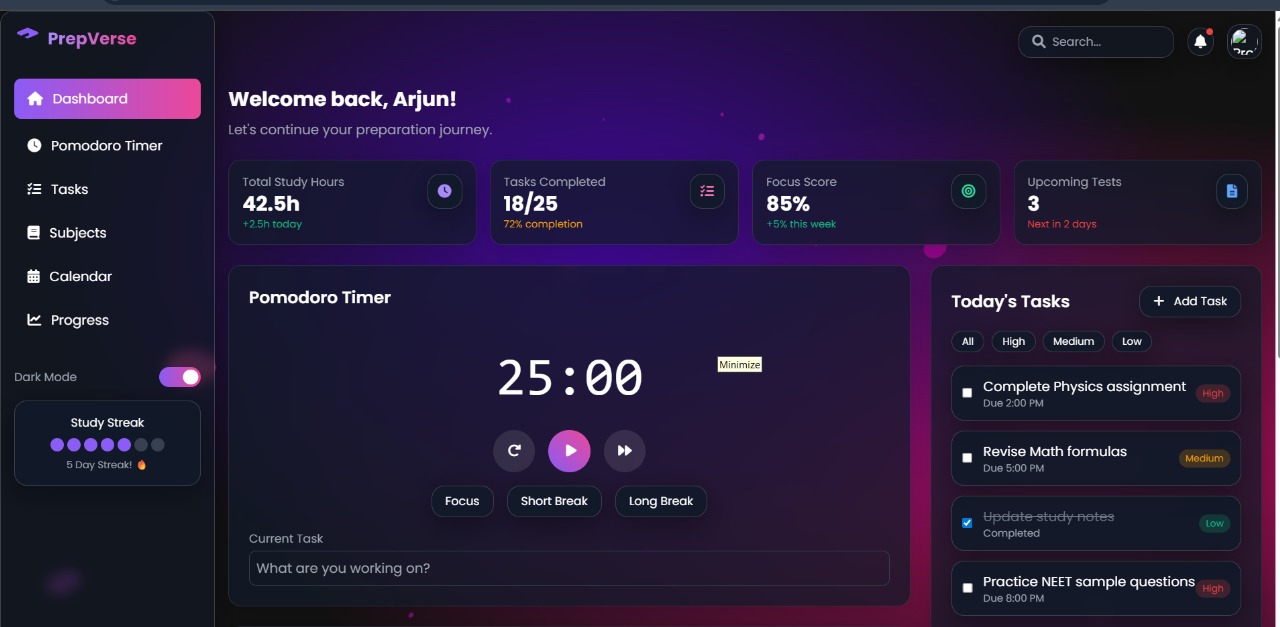 PrepVerse
Search...
Dashboard
Pomodoro Timer
Tasks
Subjects
Calendar
Progress
Dark Mode
Study Streak
5 Day Streak! 🔥
Welcome back, Arjun!
Let's continue your preparation journey.
Total Study Hours
42.5h
+2.5h today
Tasks Completed
18/25
72% completion
Focus Score
85%
+5% this week
Upcoming Tests
3
Next in 2 days
Pomodoro Timer
25:00
Minimize
Focus
Short Break
Long Break
Current Task
What are you working on?
Today's Tasks
+ Add Task
All
High
Medium
Low
Complete Physics assignment
Due 2:00 PM
High
Revise Math formulas
Due 5:00 PM
Medium
Update study notes
Completed
Low
Practice NEET sample questions
Due 8:00 PM
High